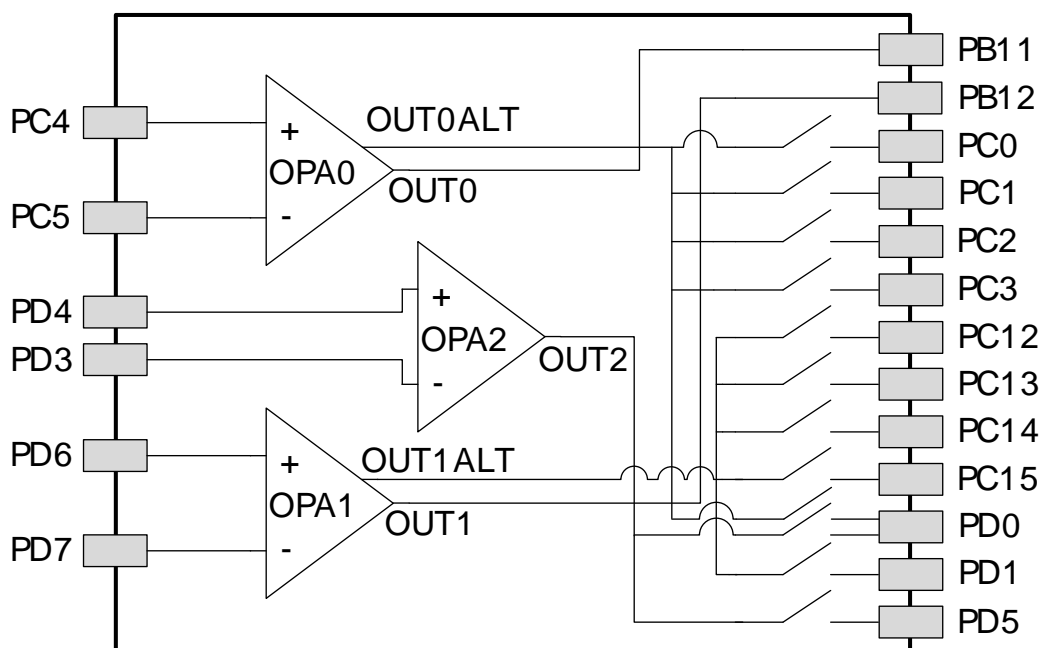 PC4
PC5
PD4
PD3
PD6
PD7
+
OPA0
-
OUT0ALT
OUT0
+
OPA2
-
OUT2
+
OPA1
-
OUT1ALT
OUT1
PB11
PB12
PC0
PC1
PC2
PC3
PC12
PC13
PC14
PC15
PD0
PD1
PD5